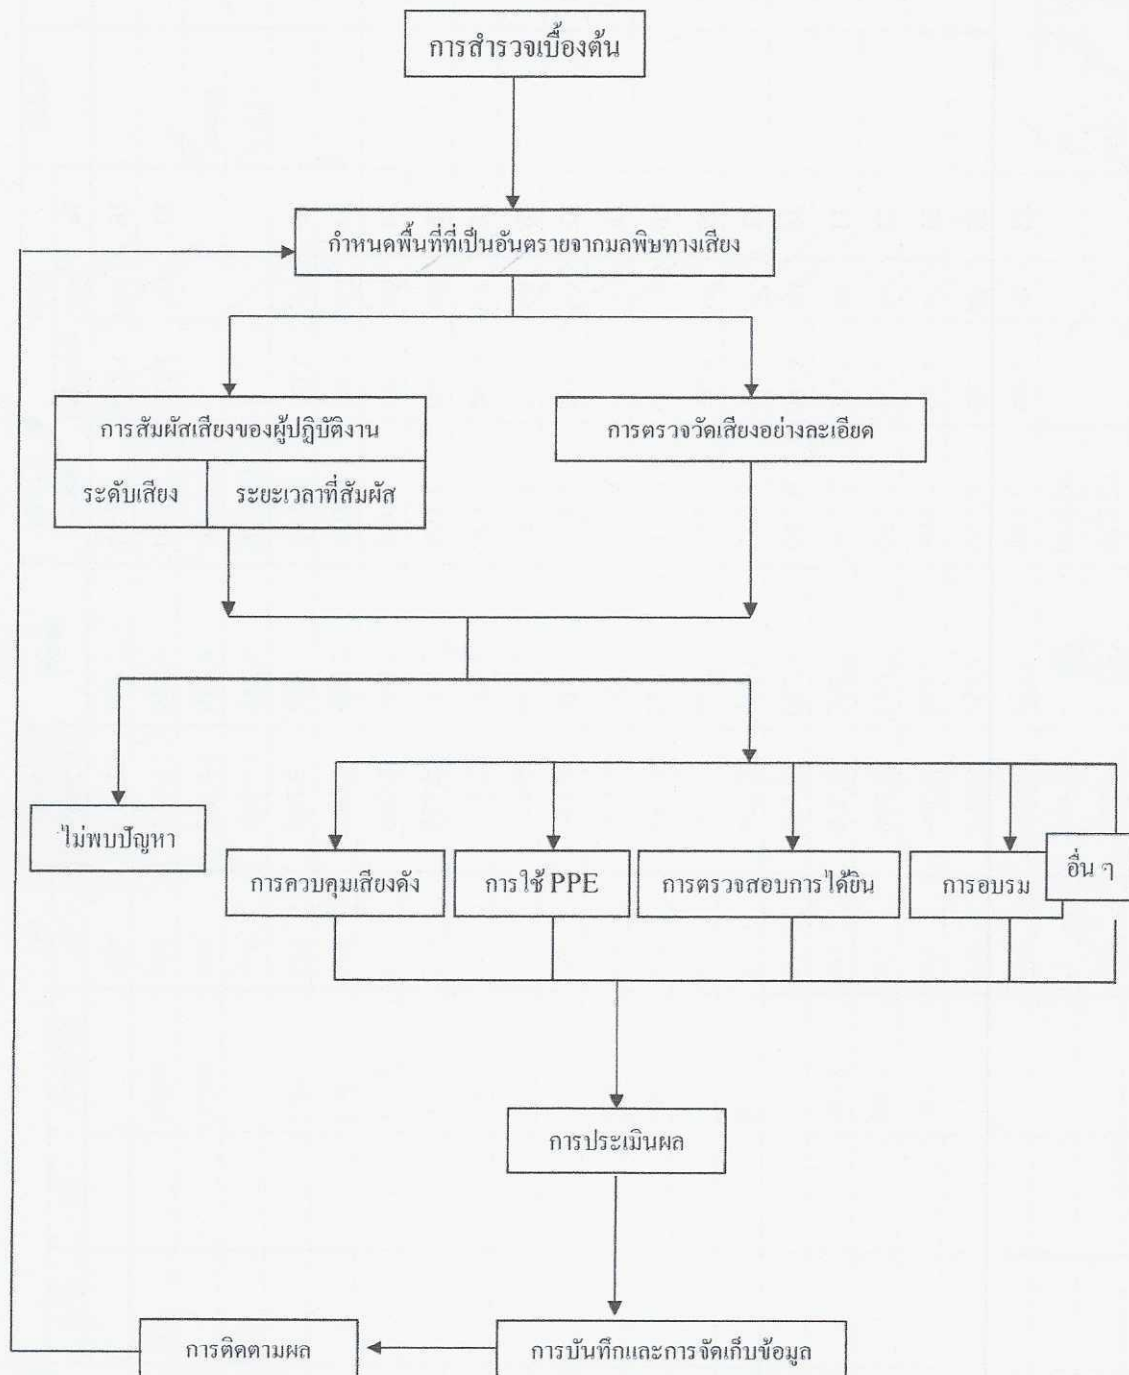 การสำรวจเบื้องต้น
กำหนดพื้นที่ที่เป็นอันตรายจากมลพิษทางเสียง
การสัมผัสเสียงของผู้ปฏิบัติงาน
การตรวจวัดเสียงอย่างละเอียด
ระดับเสียง
ระยะเวลาที่สัมผัส
ไม่พบปัญหา
การควบคุมเสียงดัง
การใช้ PPE
การตรวจสอบการได้ยิน
การอบรม
อื่น ๆ
การประเมินผล
การติดตามผล
การบันทึกและการจัดเก็บข้อมูล